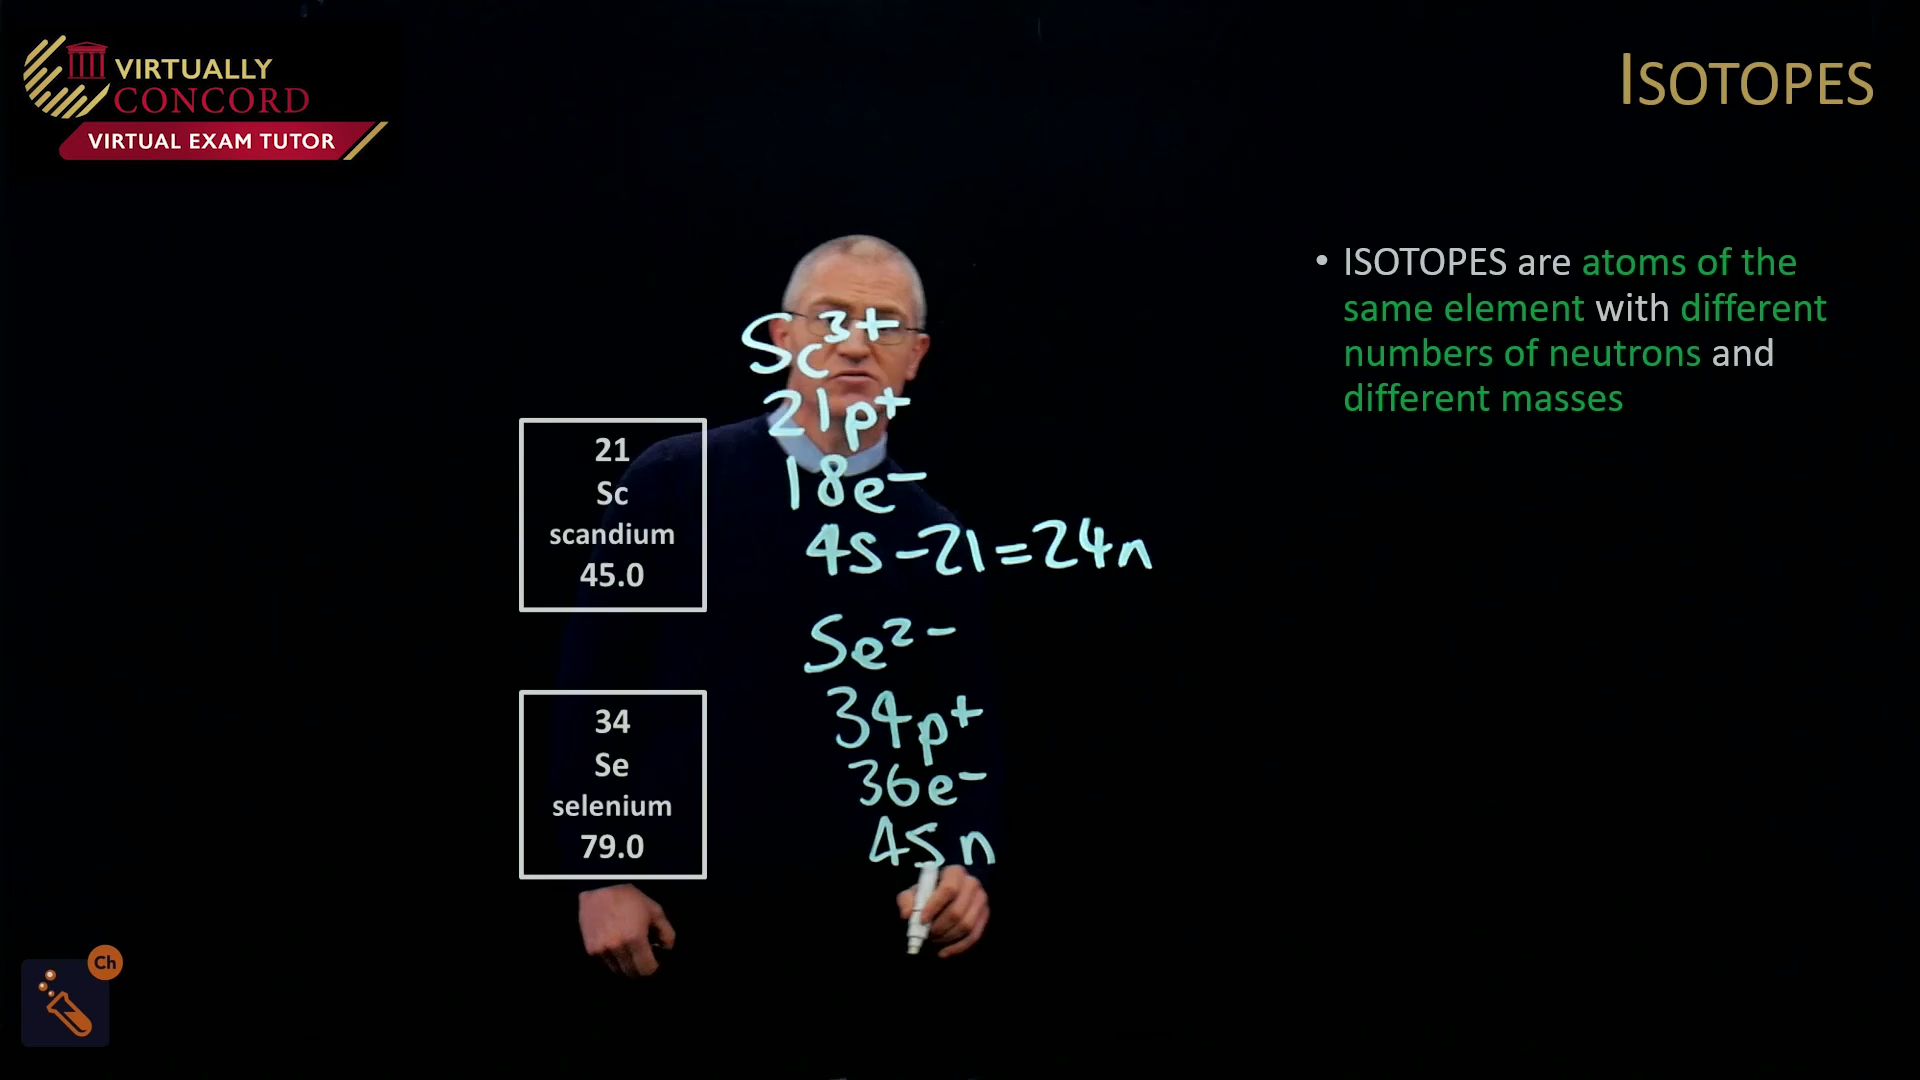 VIRTUALLY
CONCORD
VIRTUAL EXAM TUTOR
ISOTOPES
• ISOTOPES are atoms of the
same element with different
numbers of neutrons and
different masses
Sc³⁺
21p⁺
18e⁻
45-21=24n
21
Sc
scandium
45.0
Se²⁻
34p⁺
36e⁻
45n
34
Se
selenium
79.0
Ch